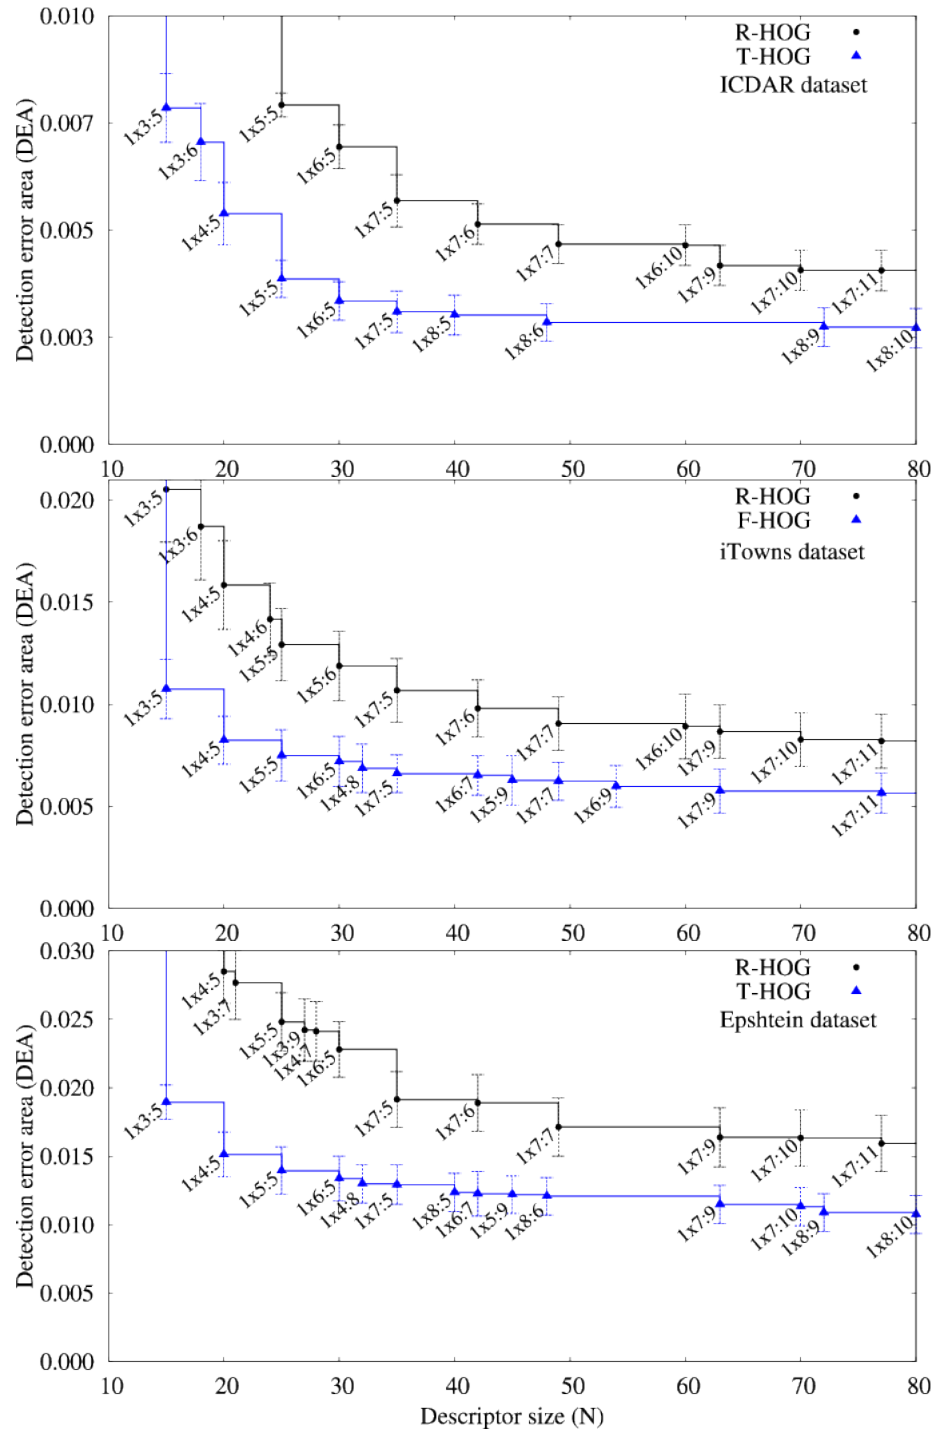 0.010
0.007
0.005
0.003
0.000
Detection error area (DEA)
R-HOG
T-HOG
ICDAR dataset
1x5:5
1x6:5
1x7:5
1x7:6
1x7:7
1x6:10
1x7:9
1x7:10
1x7:11
1x3:5
1x3:6
1x4:5
1x5:5
1x6:5
1x7:5
1x8:5
1x8:6
1x8:9
1x8:10
10 20 30 40 50 60 70 80
0.020
0.015
0.010
0.005
0.000
Detection error area (DEA)
R-HOG
F-HOG
iTowns dataset
1x3:5
1x3:6
1x4:5
1x4:6
1x5:5
1x5:6
1x7:5
1x7:6
1x7:7
1x6:10
1x7:9
1x7:10
1x7:11
1x3:5
1x4:5
1x5:5
1x6:5
1x4:8
1x7:5
1x6:7
1x5:9
1x7:7
1x6:9
1x7:9
1x7:11
10 20 30 40 50 60 70 80
0.030
0.025
0.020
0.015
0.010
0.005
0.000
Detection error area (DEA)
R-HOG
T-HOG
Epshtein dataset
1x4:5
1x3:7
1x5:5
1x3:9
1x4:7
1x6:5
1x7:5
1x7:6
1x7:7
1x7:9
1x7:10
1x7:11
1x3:5
1x4:5
1x5:5
1x6:5
1x4:8
1x7:5
1x8:5
1x6:7
1x5:9
1x8:6
1x7:9
1x7:10
1x8:9
1x8:10
10 20 30 40 50 60 70 80
Descriptor size (N)